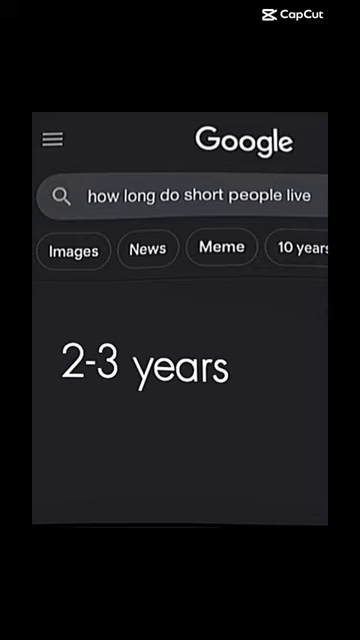 CapCut
Google
how long do short people live
Images
News
Meme
10 years
2-3 years